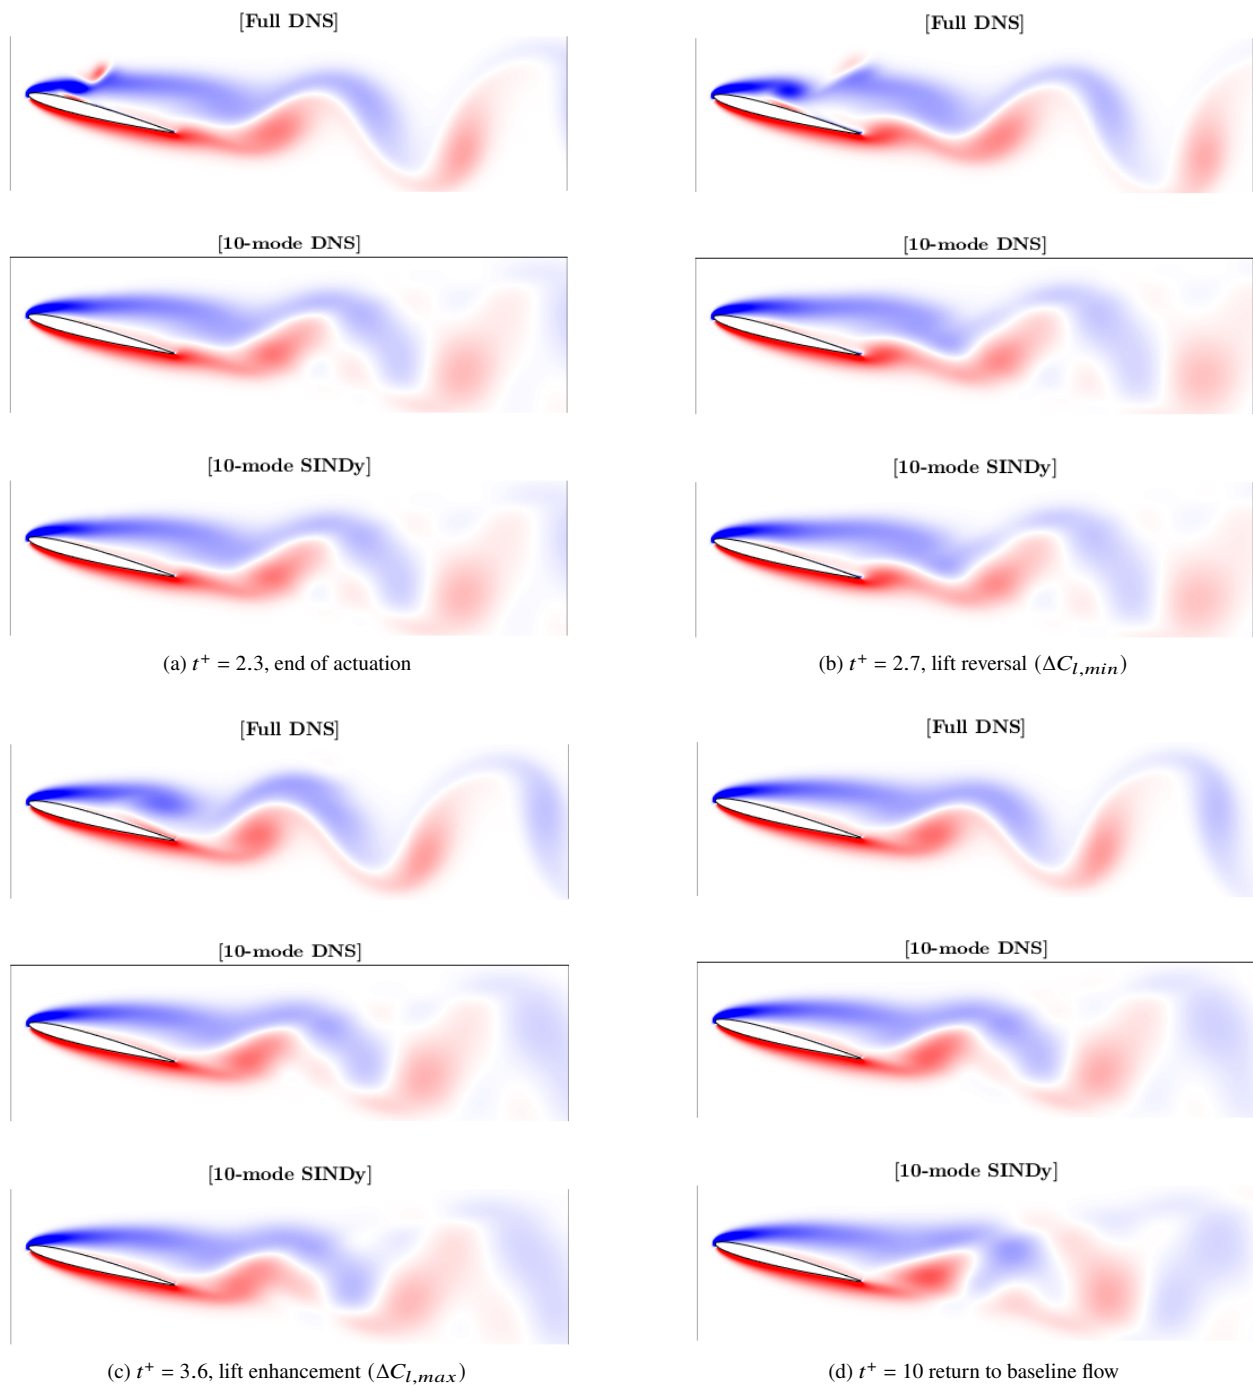 [Full DNS]
[10-mode DNS]
[10-mode SINDy]
(a) t⁺ = 2.3, end of actuation
[Full DNS]
[10-mode DNS]
[10-mode SINDy]
(b) t⁺ = 2.7, lift reversal (ΔC_{l,min})
[Full DNS]
[10-mode DNS]
[10-mode SINDy]
(c) t⁺ = 3.6, lift enhancement (ΔC_{l,max})
[Full DNS]
[10-mode DNS]
[10-mode SINDy]
(d) t⁺ = 10 return to baseline flow